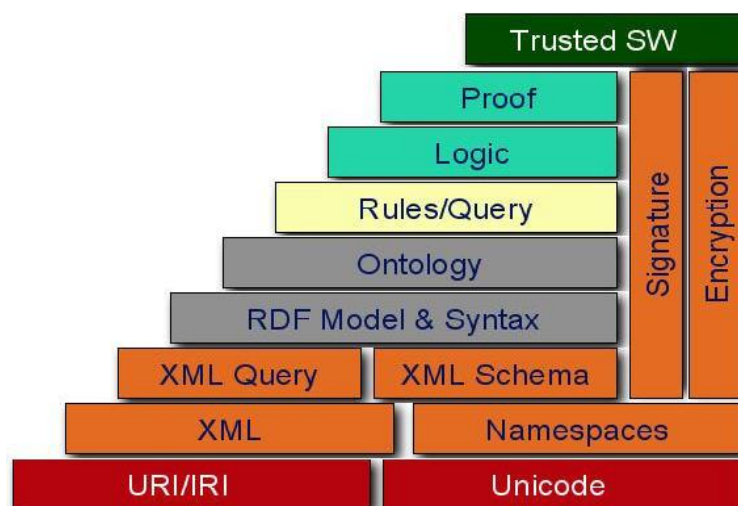 Trusted SW
Proof
Logic
Rules/Query
Ontology
RDF Model & Syntax
XML Query
XML Schema
Signature
Encryption
XML
Namespaces
URI/IRI
Unicode